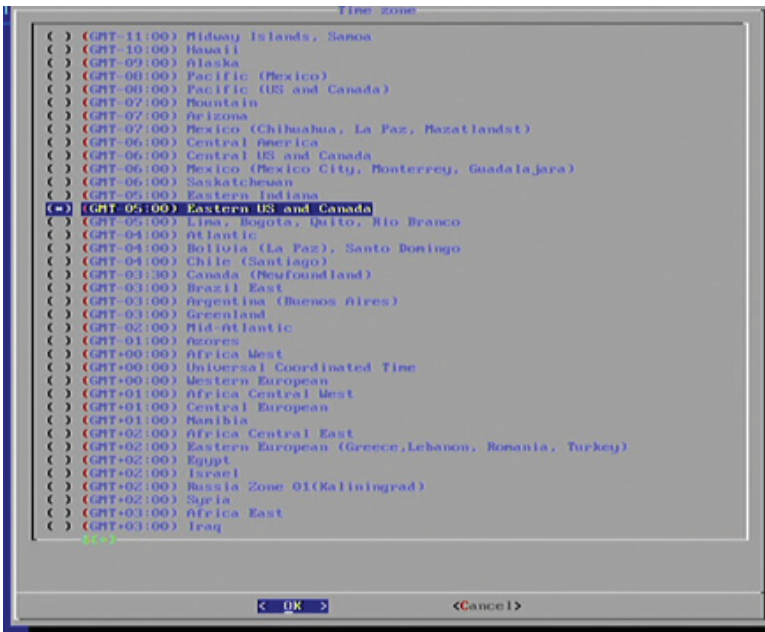 Time zone
( ) (GMT-11:00) Midway Islands, Samoa
( ) (GMT-10:00) Hawaii
( ) (GMT-09:00) Alaska
( ) (GMT-08:00) Pacific (Mexico)
( ) (GMT-08:00) Pacific (US and Canada)
( ) (GMT-07:00) Mountain
( ) (GMT-07:00) Arizona
( ) (GMT-07:00) Mexico (Chihuahua, La Paz, Mazatlandst)
( ) (GMT-06:00) Central America
( ) (GMT-06:00) Central US and Canada
( ) (GMT-06:00) Mexico (Mexico City, Monterrey, Guadalajara)
( ) (GMT-06:00) Saskatchewan
( ) (GMT-05:00) Eastern Indiana
(*) (GMT-05:00) Eastern US and Canada
( ) (GMT-05:00) Lima, Bogota, Quito, Rio Branco
( ) (GMT-04:00) Atlantic
( ) (GMT-04:00) Bolivia (La Paz), Santo Domingo
( ) (GMT-04:00) Chile (Santiago)
( ) (GMT-03:30) Canada (Newfoundland)
( ) (GMT-03:00) Brazil East
( ) (GMT-03:00) Argentina (Buenos Aires)
( ) (GMT-03:00) Greenland
( ) (GMT-02:00) Mid-Atlantic
( ) (GMT-01:00) Azores
( ) (GMT+00:00) Africa West
( ) (GMT+00:00) Universal Coordinated Time
( ) (GMT+00:00) Western European
( ) (GMT+01:00) Africa Central West
( ) (GMT+01:00) Central European
( ) (GMT+01:00) Namibia
( ) (GMT+02:00) Africa Central East
( ) (GMT+02:00) Eastern European (Greece,Lebanon, Romania, Turkey)
( ) (GMT+02:00) Egypt
( ) (GMT+02:00) Israel
( ) (GMT+02:00) Russia Zone 01(Kaliningrad)
( ) (GMT+02:00) Syria
( ) (GMT+03:00) Africa East
( ) (GMT+03:00) Iraq
< OK > <Cancel>